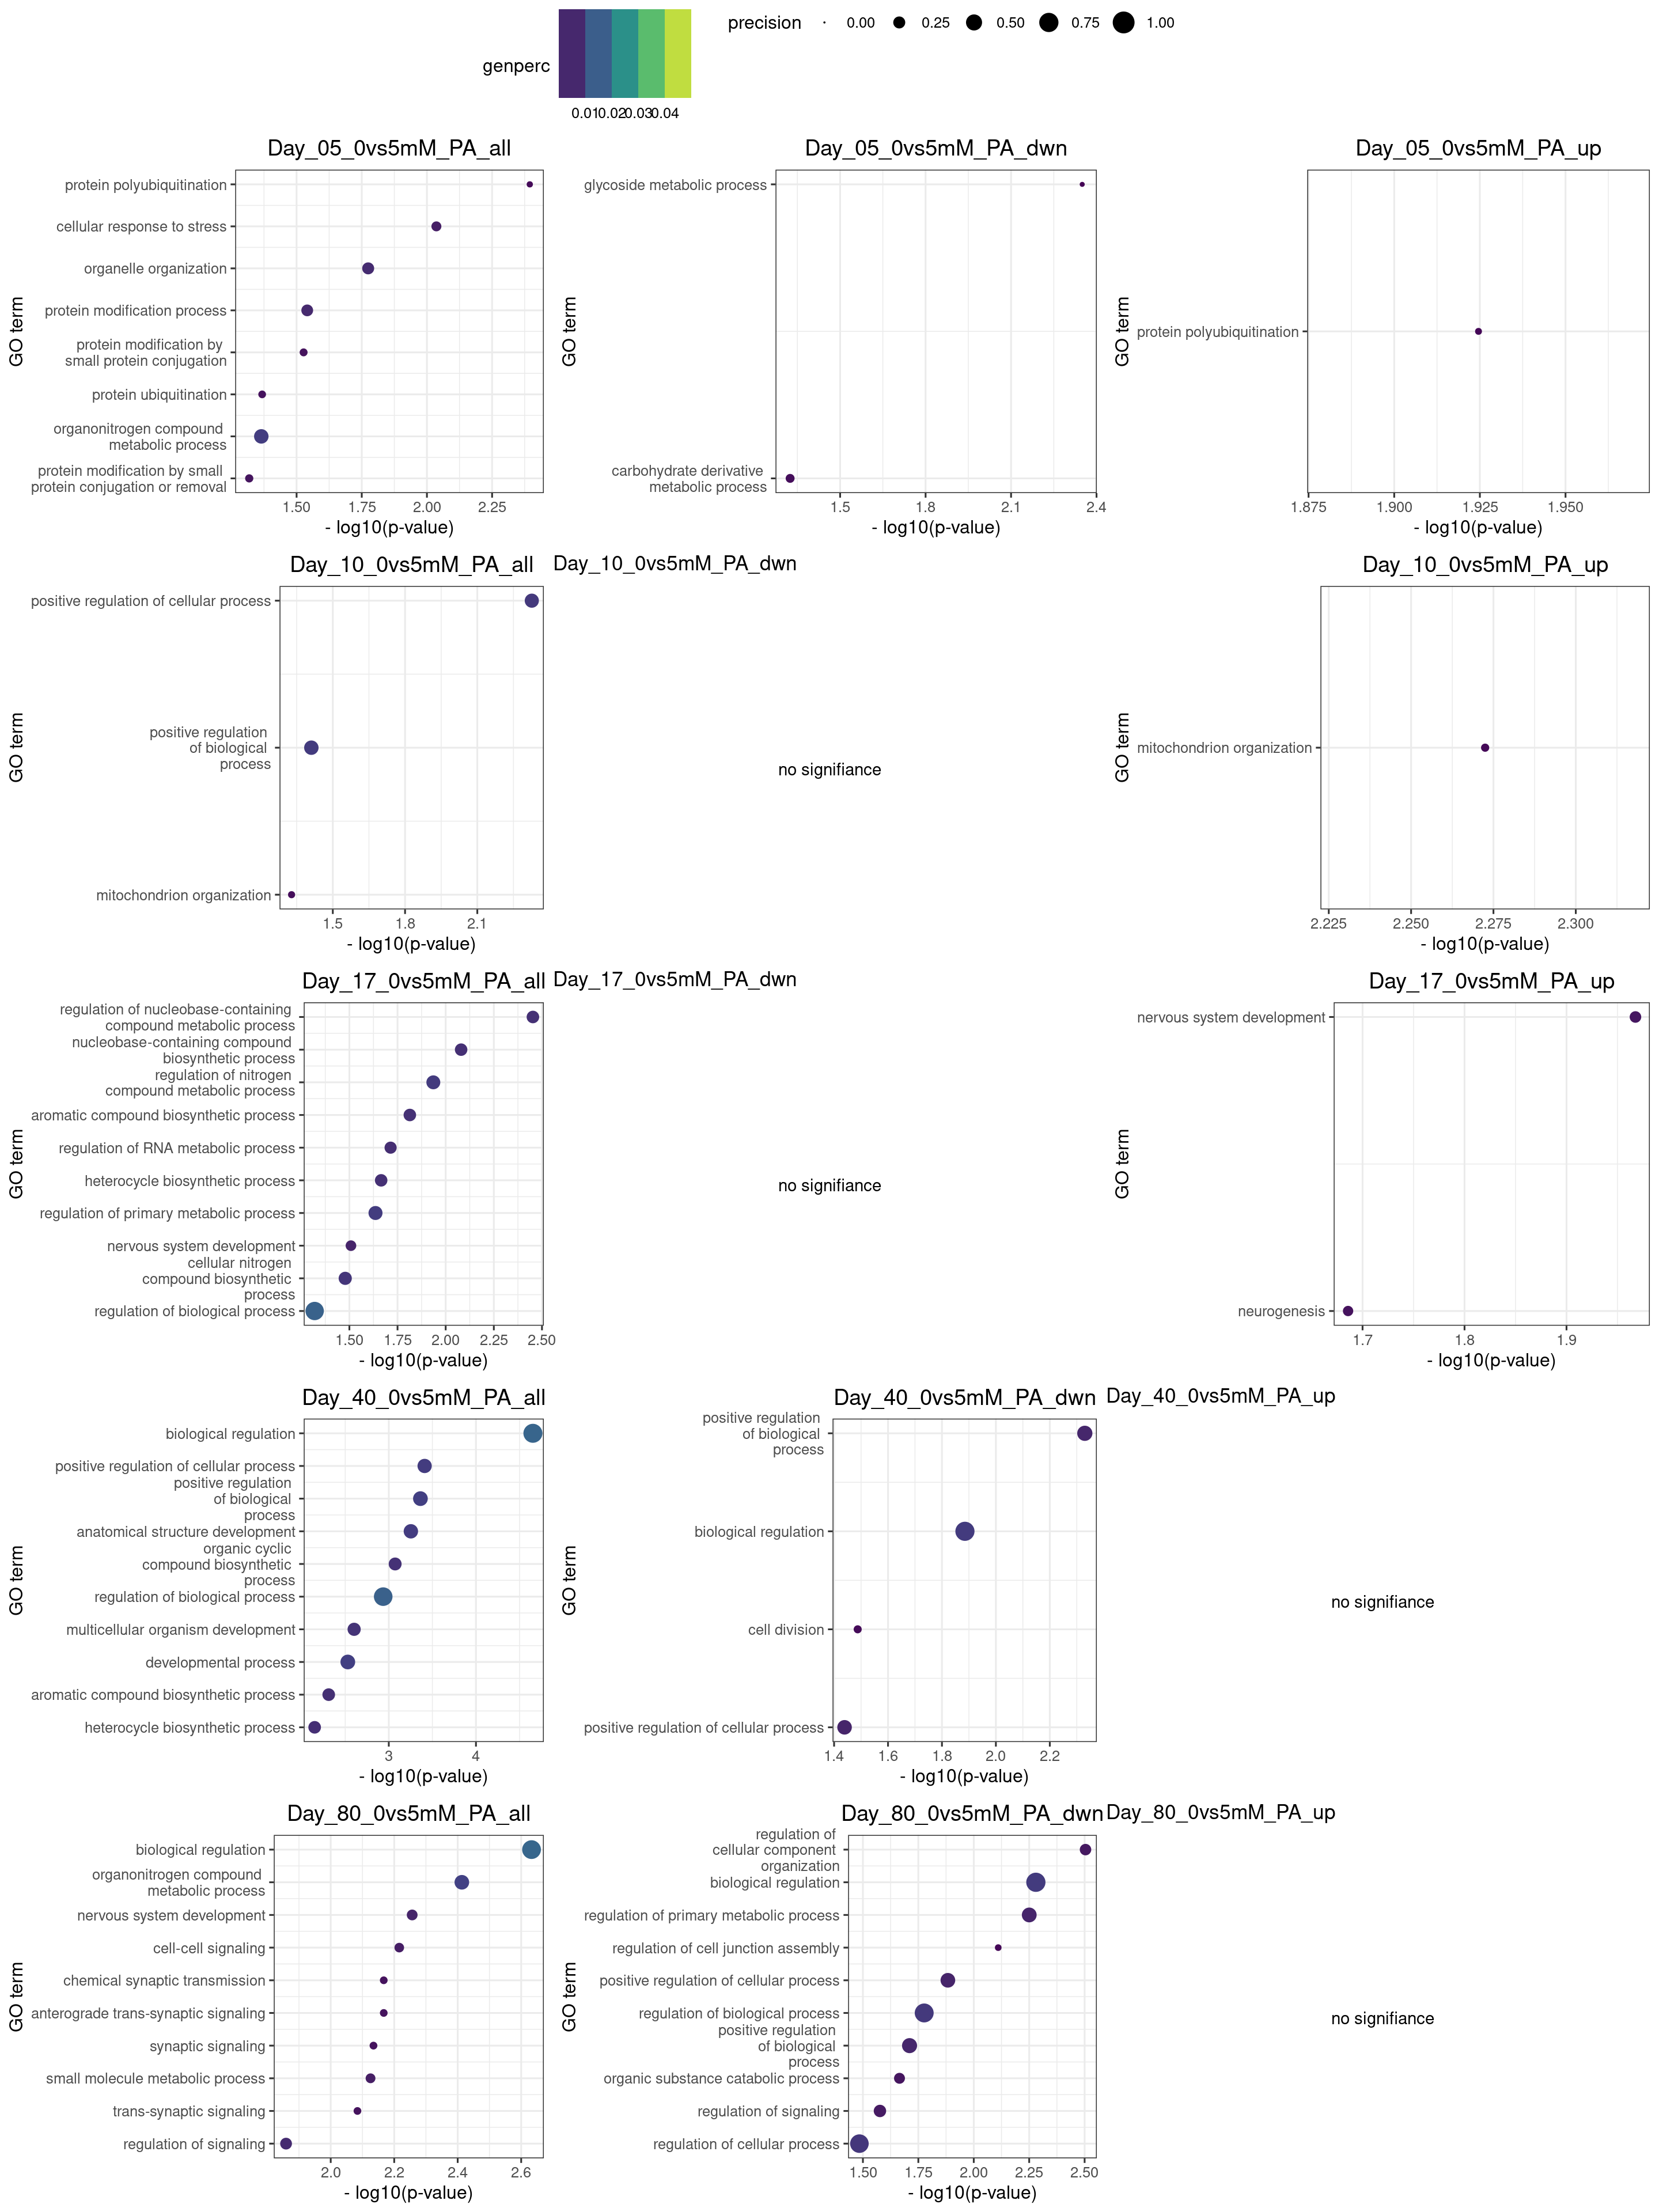 precision 0.00 0.25 0.50 0.75 1.00
genperc
0.01 0.02 0.03 0.04
Day_05_0vs5mM_PA_all
protein polyubiquitination
cellular response to stress
organelle organization
protein modification process
protein modification by
small protein conjugation
protein ubiquitination
organonitrogen compound
metabolic process
protein modification by small
protein conjugation or removal
GO term
1.50 1.75 2.00 2.25
- log10(p-value)
Day_05_0vs5mM_PA_dwn
glycoside metabolic process
carbohydrate derivative
metabolic process
GO term
1.5 1.8 2.1 2.4
- log10(p-value)
Day_05_0vs5mM_PA_up
protein polyubiquitination
GO term
1.875 1.900 1.925 1.950
- log10(p-value)
Day_10_0vs5mM_PA_all
positive regulation of cellular process
positive regulation
of biological
process
mitochondrion organization
GO term
1.5 1.8 2.1
- log10(p-value)
Day_10_0vs5mM_PA_dwn
no signifiance
Day_10_0vs5mM_PA_up
mitochondrion organization
GO term
2.225 2.250 2.275 2.300
- log10(p-value)
Day_17_0vs5mM_PA_all
regulation of nucleobase-containing
compound metabolic process
nucleobase-containing compound
biosynthetic process
regulation of nitrogen
compound metabolic process
aromatic compound biosynthetic process
regulation of RNA metabolic process
heterocycle biosynthetic process
regulation of primary metabolic process
nervous system development
cellular nitrogen
compound biosynthetic
process
regulation of biological process
GO term
1.50 1.75 2.00 2.25 2.50
- log10(p-value)
Day_17_0vs5mM_PA_dwn
no signifiance
Day_17_0vs5mM_PA_up
nervous system development
neurogenesis
GO term
1.7 1.8 1.9
- log10(p-value)
Day_40_0vs5mM_PA_all
biological regulation
positive regulation of cellular process
positive regulation
of biological
process
anatomical structure development
organic cyclic
compound biosynthetic
process
regulation of biological process
multicellular organism development
developmental process
aromatic compound biosynthetic process
heterocycle biosynthetic process
GO term
3 4
- log10(p-value)
Day_40_0vs5mM_PA_dwn
positive regulation
of biological
process
biological regulation
cell division
positive regulation of cellular process
GO term
1.4 1.6 1.8 2.0 2.2
- log10(p-value)
Day_40_0vs5mM_PA_up
no signifiance
Day_80_0vs5mM_PA_all
biological regulation
organonitrogen compound
metabolic process
nervous system development
cell-cell signaling
chemical synaptic transmission
anterograde trans-synaptic signaling
synaptic signaling
small molecule metabolic process
trans-synaptic signaling
regulation of signaling
GO term
2.0 2.2 2.4 2.6
- log10(p-value)
Day_80_0vs5mM_PA_dwn
regulation of
cellular component
organization
biological regulation
regulation of primary metabolic process
regulation of cell junction assembly
positive regulation of cellular process
regulation of biological process
positive regulation
of biological
process
organic substance catabolic process
regulation of signaling
regulation of cellular process
GO term
1.50 1.75 2.00 2.25 2.50
- log10(p-value)
Day_80_0vs5mM_PA_up
no signifiance